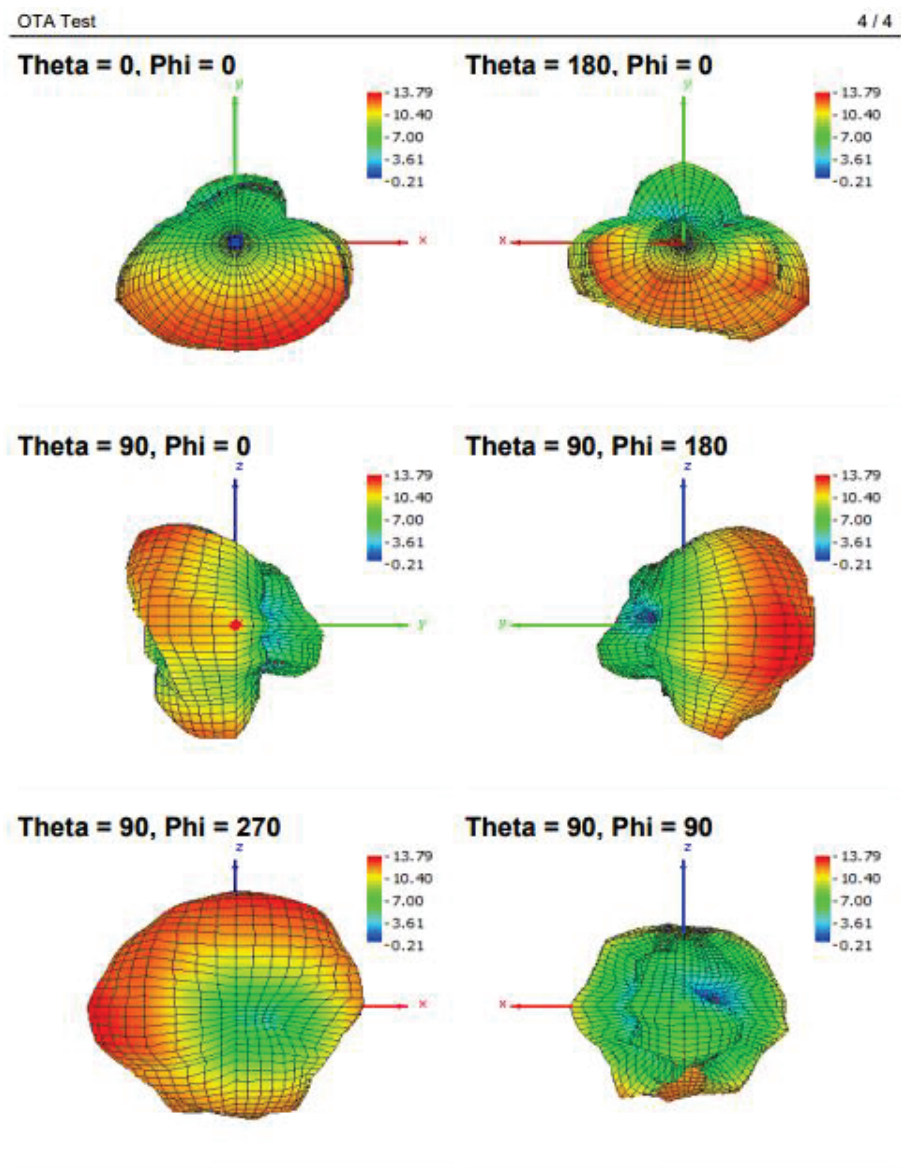 OTA Test
4 / 4
Theta = 0, Phi = 0
y
13.79
10.40
7.00
3.61
0.21
x
Theta = 180, Phi = 0
y
13.79
10.40
7.00
3.61
0.21
x
Theta = 90, Phi = 0
z
13.79
10.40
7.00
3.61
0.21
y
Theta = 90, Phi = 180
z
13.79
10.40
7.00
3.61
0.21
y
Theta = 90, Phi = 270
z
13.79
10.40
7.00
3.61
0.21
x
Theta = 90, Phi = 90
z
13.79
10.40
7.00
3.61
0.21
x